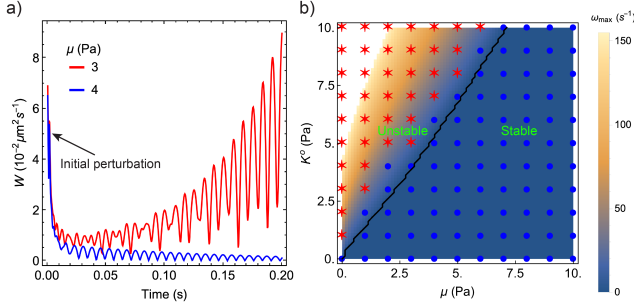 a)
μ (Pa)
3
4
Initial perturbation
W (10⁻²μm²s⁻¹)
8
6
4
2
0
0.00 0.05 0.10 0.15 0.20
Time (s)
b)
Kᵒ (Pa)
10.
7.5
5.
2.5
0.
Unstable
Stable
0. 2.5 5. 7.5 10.
μ (Pa)
ω_max (s⁻¹)
150
100
50
0